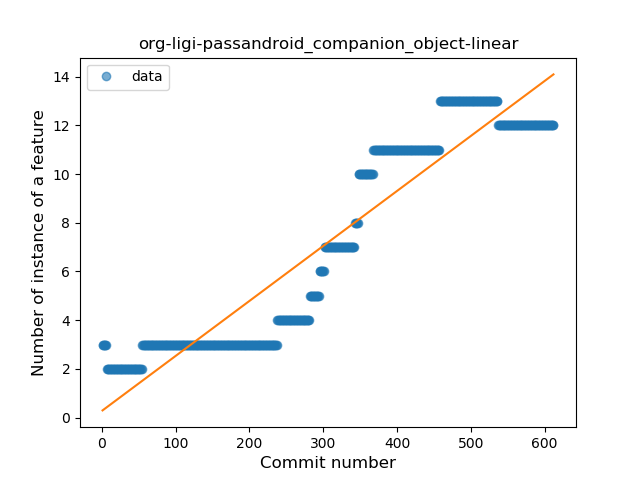 org-ligi-passandroid_companion_object-linear
data
Number of instance of a feature
14
12
10
8
6
4
2
0
0 100 200 300 400 500 600
Commit number